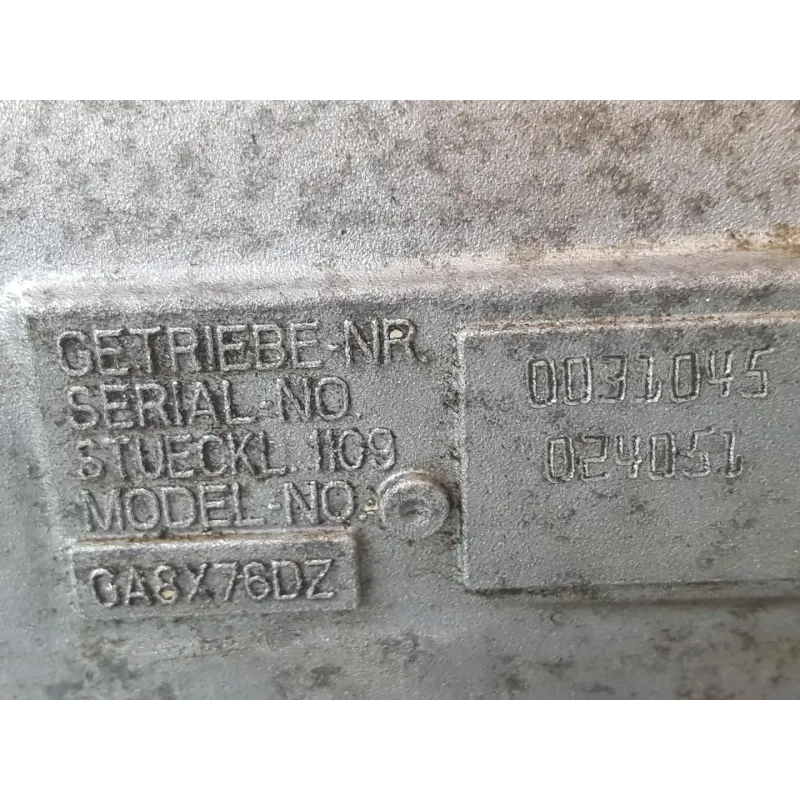 GETRIEBE-NR.
SERIAL-NO.
STUECKL. 1109
MODEL-NO.
GA8X76DZ
0031045
024051